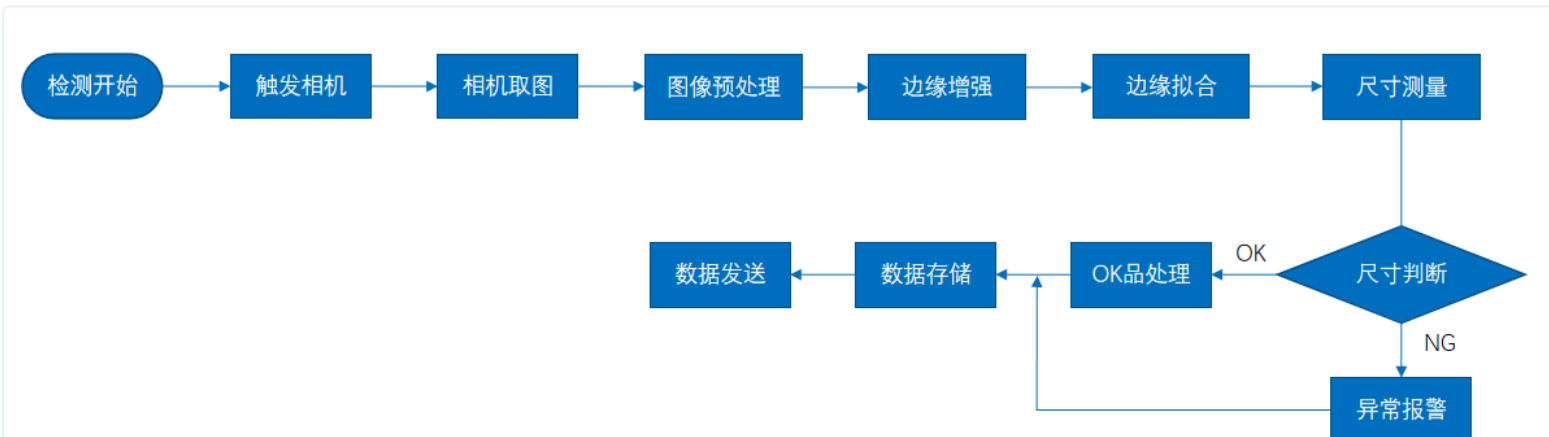 检测开始
触发相机
相机取图
图像预处理
边缘增强
边缘拟合
尺寸测量
尺寸判断
OK
OK品处理
数据存储
数据发送
NG
异常报警